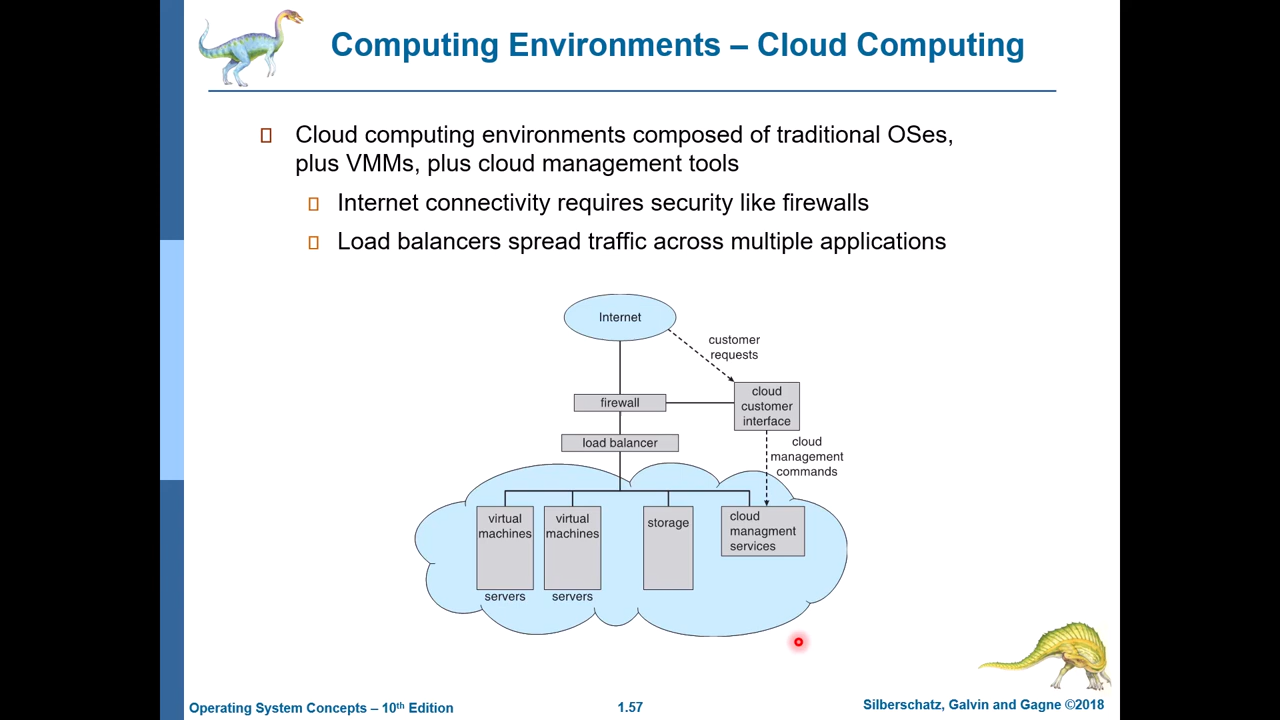 Computing Environments – Cloud Computing
Cloud computing environments composed of traditional OSes,
plus VMMs, plus cloud management tools
Internet connectivity requires security like firewalls
Load balancers spread traffic across multiple applications
Internet
customer
requests
cloud
customer
interface
firewall
load balancer
cloud
management
commands
virtual
machines
virtual
machines
storage
cloud
managment
services
servers
servers
Operating System Concepts – 10th Edition
1.57
Silberschatz, Galvin and Gagne ©2018